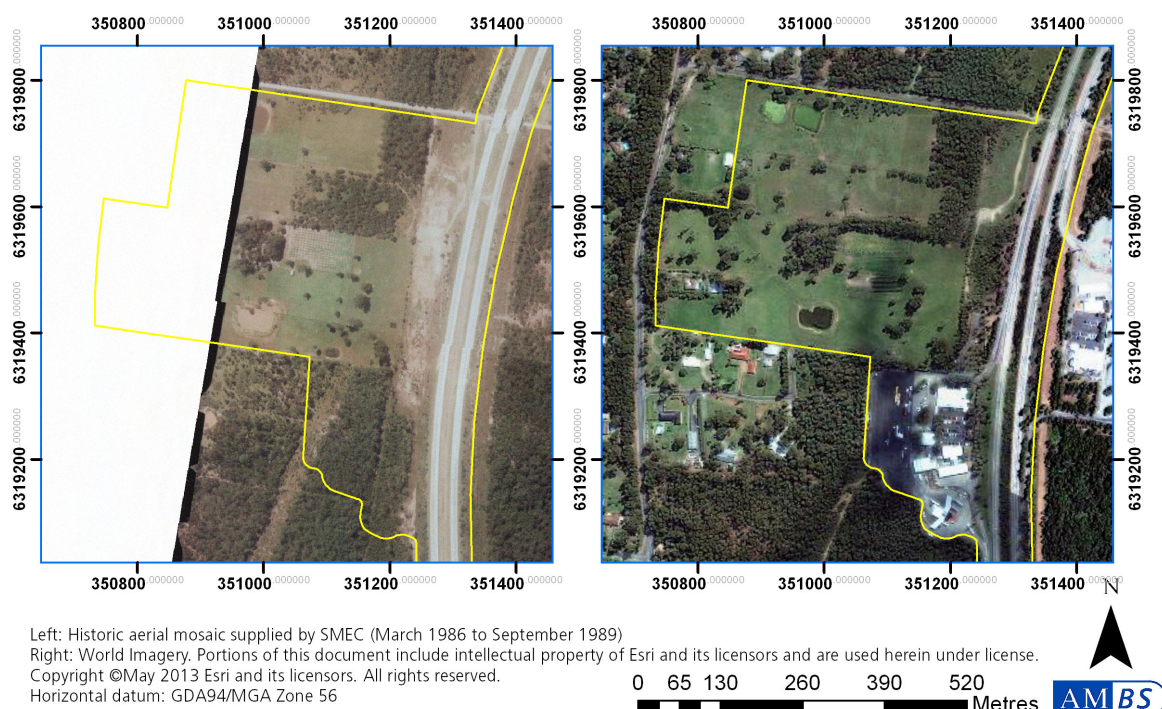 350800.000000 351000.000000 351200.000000 351400.000000
350800.000000 351000.000000 351200.000000 351400.000000
6319800.000000 6319800.000000 6319800.000000
6319600.000000 6319600.000000 6319600.000000
6319400.000000 6319400.000000 6319400.000000
6319200.000000 6319200.000000 6319200.000000
350800.000000 351000.000000 351200.000000 351400.000000
350800.000000 351000.000000 351200.000000 351400.000000
N
Left: Historic aerial mosaic supplied by SMEC (March 1986 to September 1989)
Right: World Imagery. Portions of this document include intellectual property of Esri and its licensors and are used herein under license.
Copyright ©May 2013 Esri and its licensors. All rights reserved.
Horizontal datum: GDA94/MGA Zone 56
0 65 130 260 390 520
Metres
AMBS